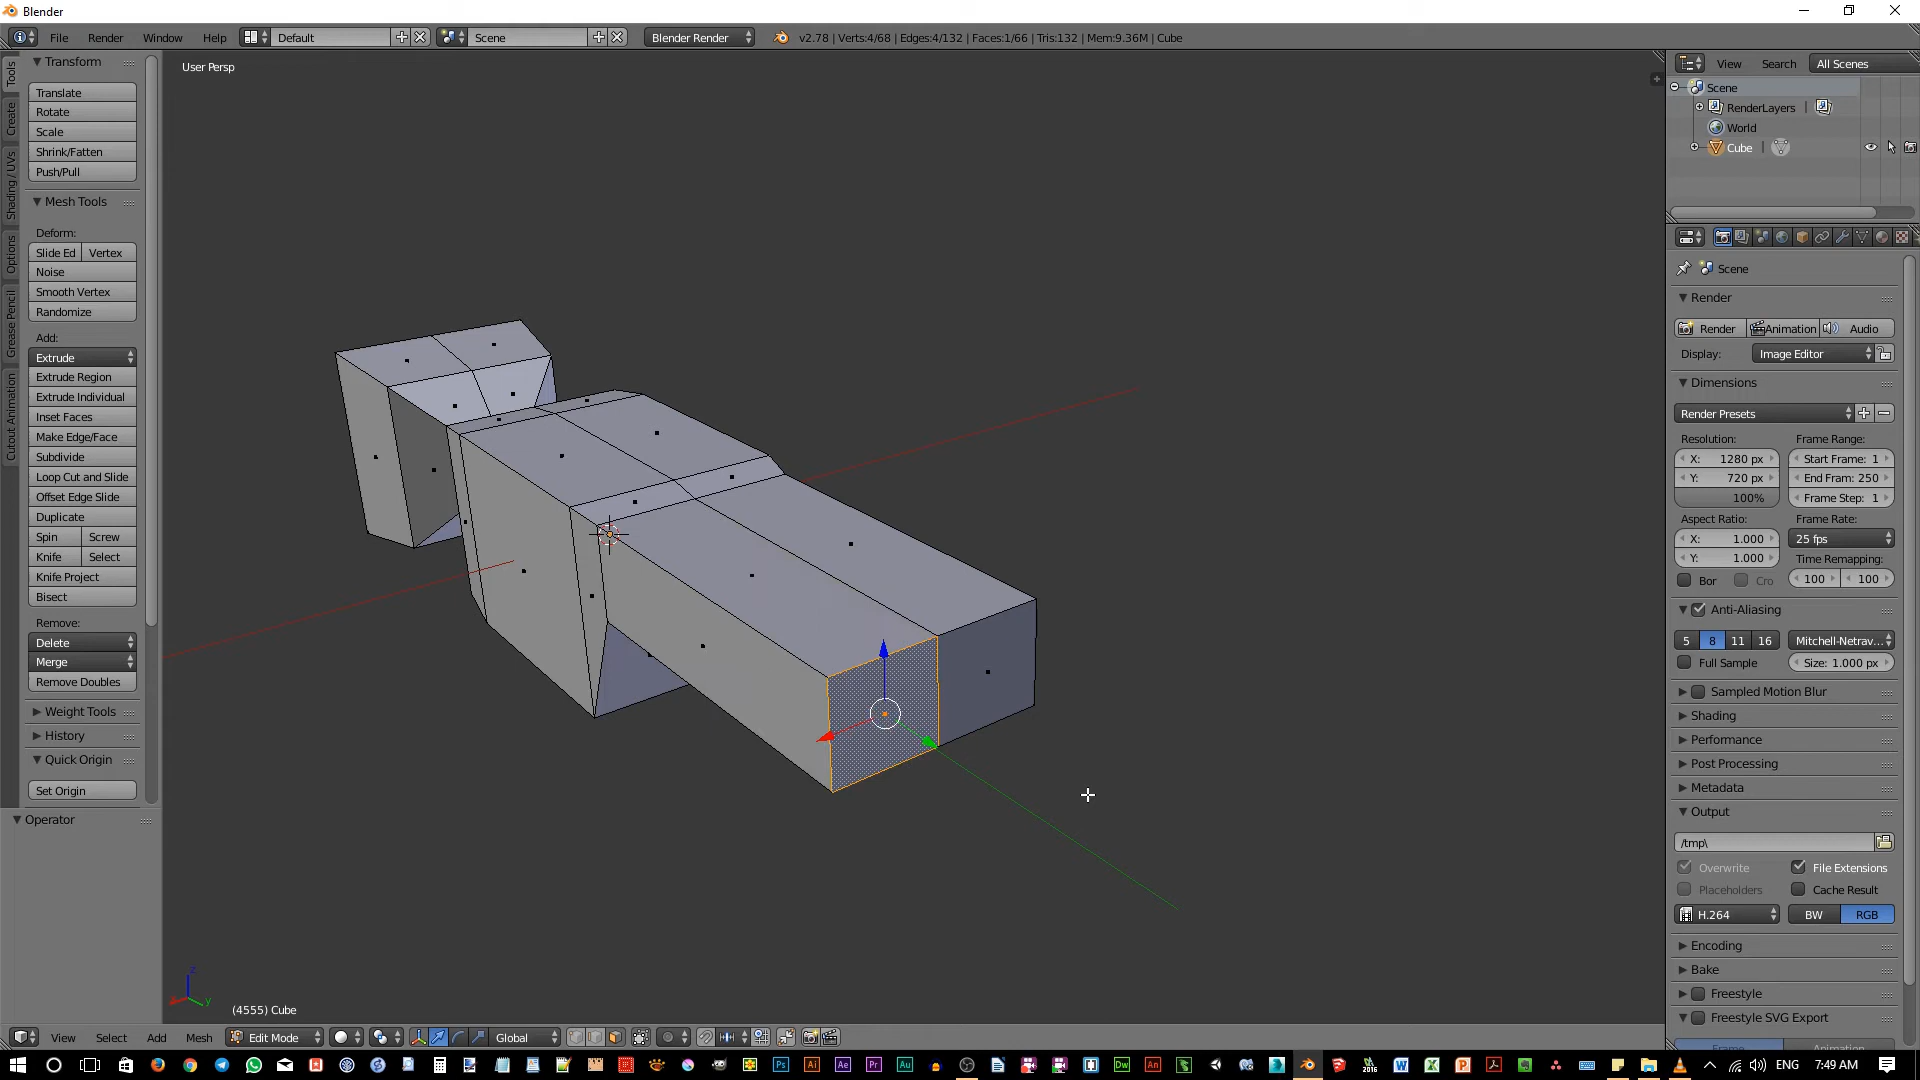 Blender
File Render Window Help Default Scene Blender Render v2.78 | Verts:4/68 | Edges:4/132 | Faces:1/66 | Tris:132 | Mem:9.36M | Cube
User Persp
Tools
Create
Shading / UVs
Options
Grease Pencil
Cutout Animation
Transform
Translate
Rotate
Scale
Shrink/Fatten
Push/Pull
Mesh Tools
Deform:
Slide Ed Vertex
Noise
Smooth Vertex
Randomize
Add:
Extrude
Extrude Region
Extrude Individual
Inset Faces
Make Edge/Face
Subdivide
Loop Cut and Slide
Offset Edge Slide
Duplicate
Spin Screw
Knife Select
Knife Project
Bisect
Remove:
Delete
Merge
Remove Doubles
Weight Tools
History
Quick Origin
Set Origin
Operator
z
y
(4555) Cube
View Select Add Mesh Edit Mode Global
View Search All Scenes
Scene
RenderLayers |
World
Cube |
Scene
Render
Render Animation Audio
Display: Image Editor
Dimensions
Render Presets
Resolution: Frame Range:
X: 1280 px Start Frame: 1
Y: 720 px End Fram: 250
100% Frame Step: 1
Aspect Ratio: Frame Rate:
X: 1.000 25 fps
Y: 1.000 Time Remapping:
Bor Cro 100 100
Anti-Aliasing
5 8 11 16 Mitchell-Netrav...
Full Sample Size: 1.000 px
Sampled Motion Blur
Shading
Performance
Post Processing
Metadata
Output
/tmp\
Overwrite File Extensions
Placeholders Cache Result
H.264 BW RGB
Encoding
Bake
Freestyle
Freestyle SVG Export
Frame Animation
Ps Ai Ae Pr Au Dw An 2016 ENG 7:49 AM